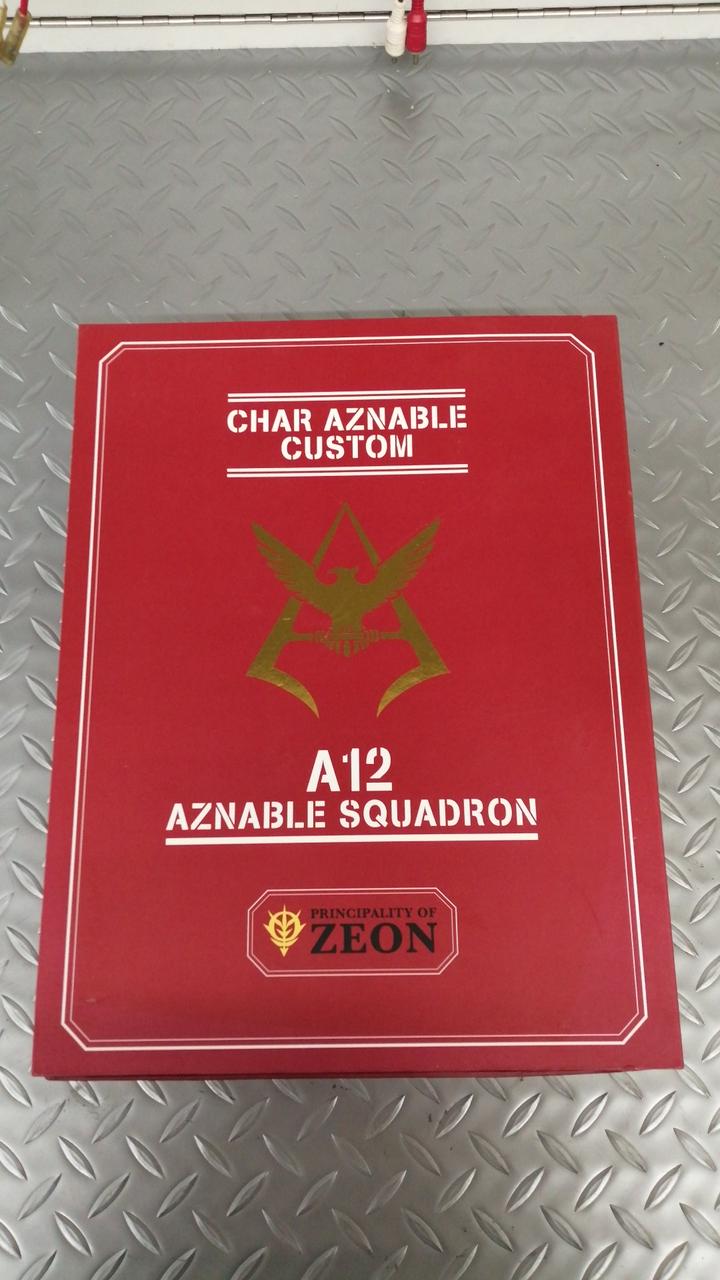 CHAR AZNABLE
CUSTOM
A12
AZNABLE SQUADRON
PRINCIPALITY OF
ZEON